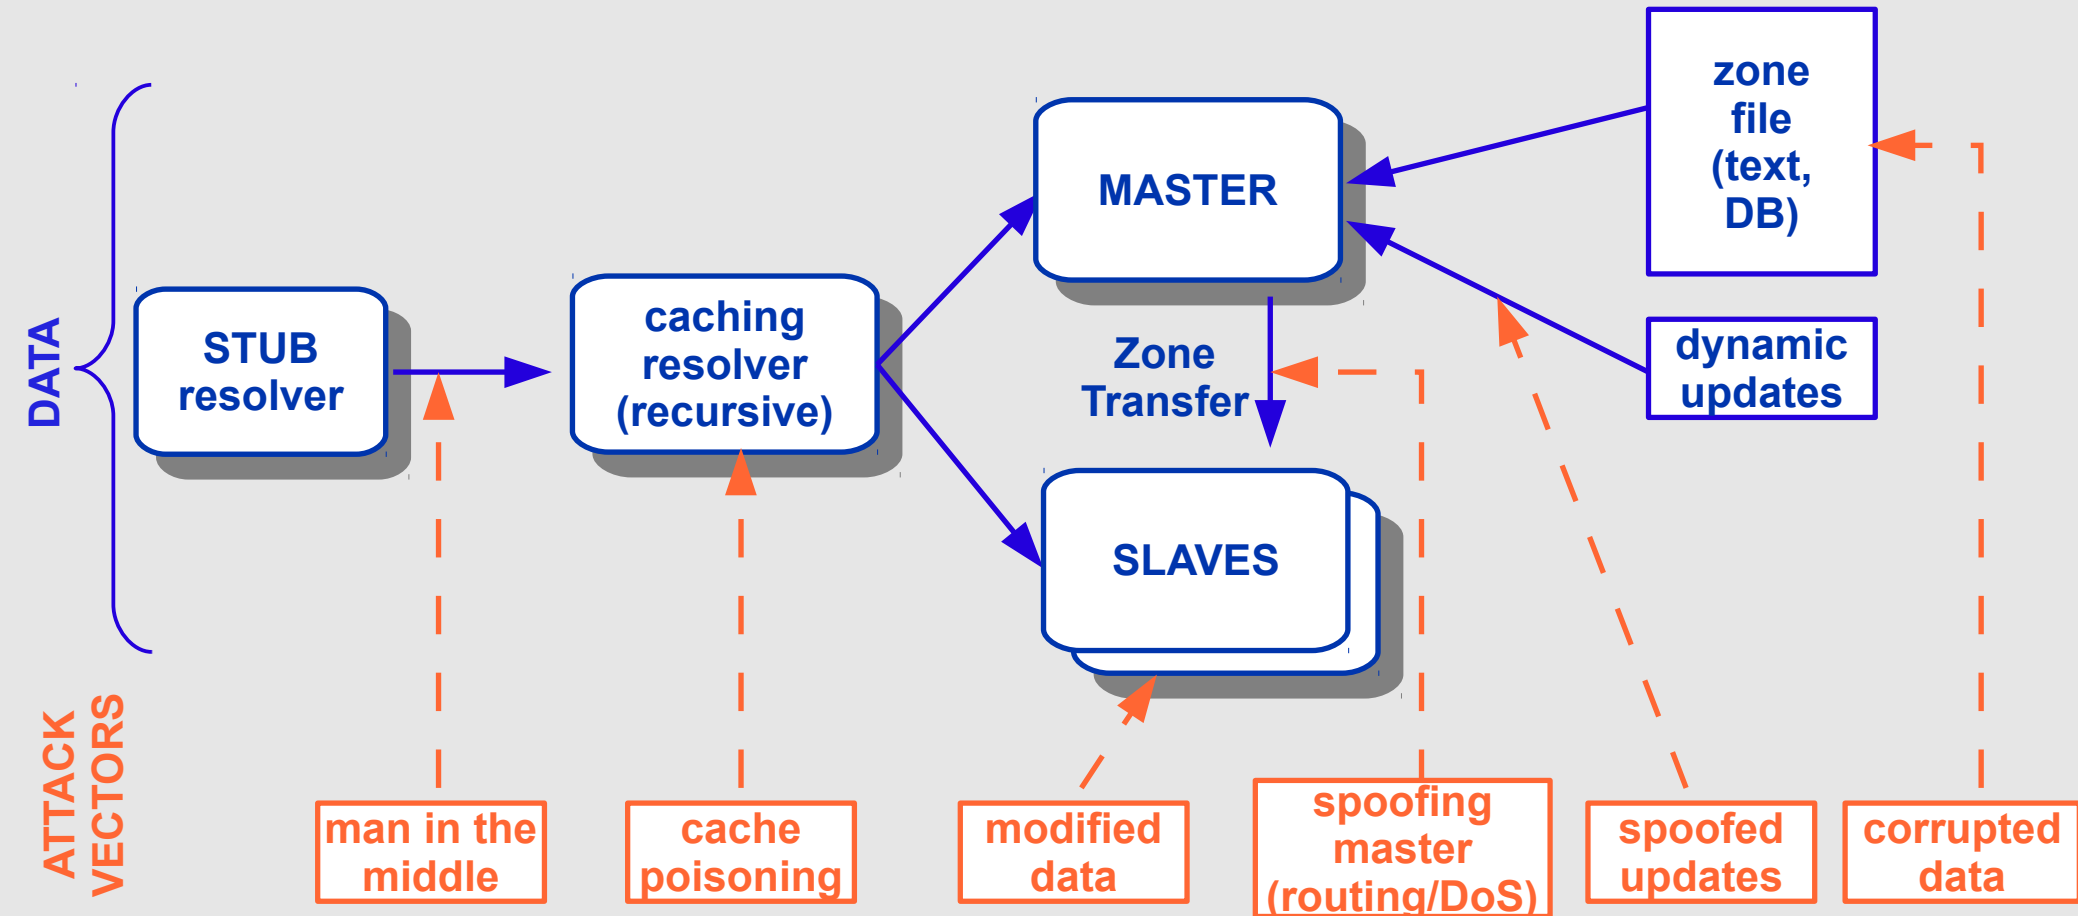 zone
file
(text,
DB)
MASTER
DATA
STUB
resolver
caching
resolver
(recursive)
Zone
Transfer
dynamic
updates
SLAVES
ATTACK
VECTORS
man in the
middle
cache
poisoning
modified
data
spoofing
master
(routing/DoS)
spoofed
updates
corrupted
data